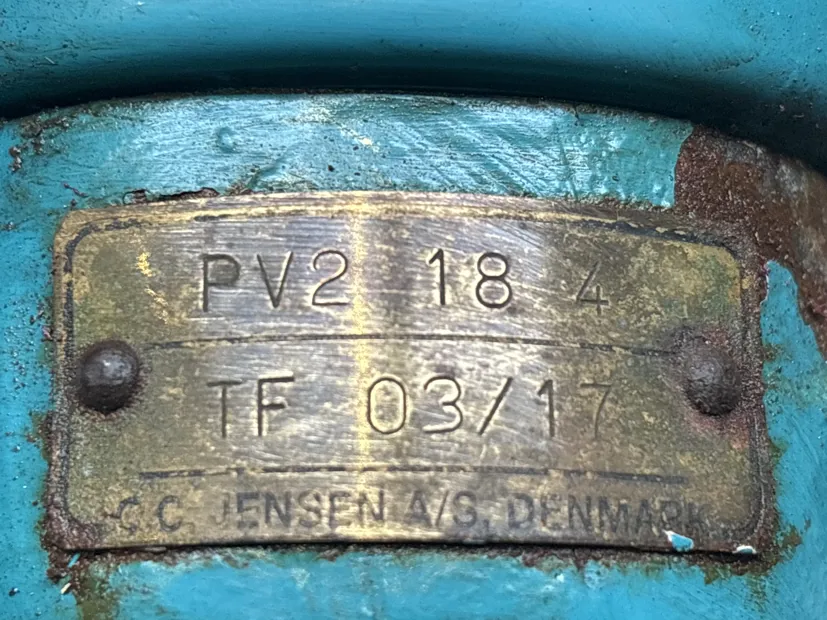 PV2 18 4
TF 03/17
C.C. JENSEN A/S, DENMARK